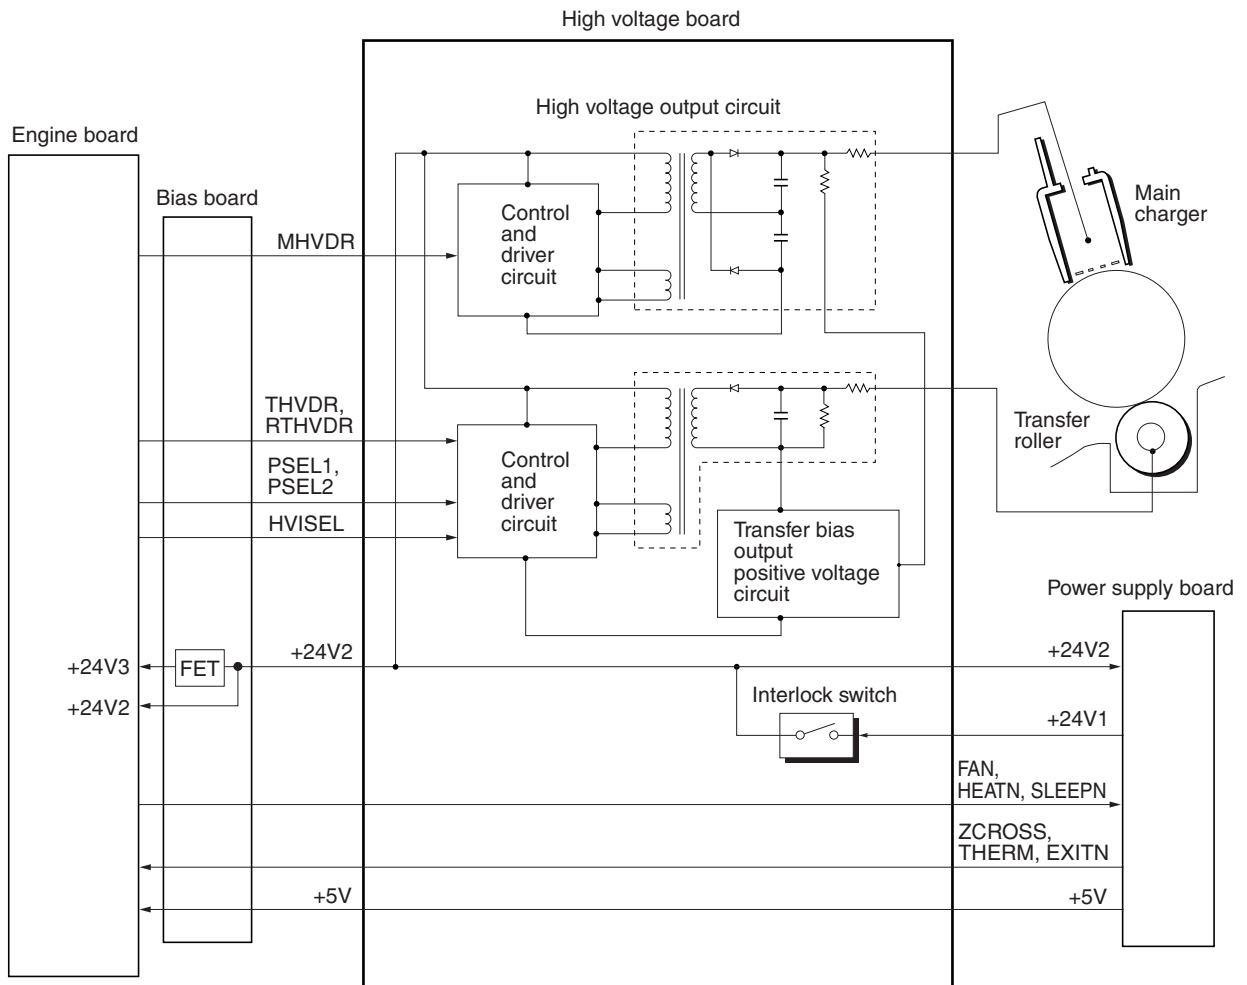 High voltage board
High voltage output circuit
Engine board
Bias board
Main
charger
MHVDR
Control
and
driver
circuit
THVDR,
RTHVDR
PSEL1,
PSEL2
HVISEL
Control
and
driver
circuit
Transfer
roller
Transfer bias
output
positive voltage
circuit
Power supply board
+24V3
FET
+24V2
+24V2
+24V2
Interlock switch
+24V1
FAN,
HEATN, SLEEPN
ZCROSS,
THERM, EXITN
+5V
+5V